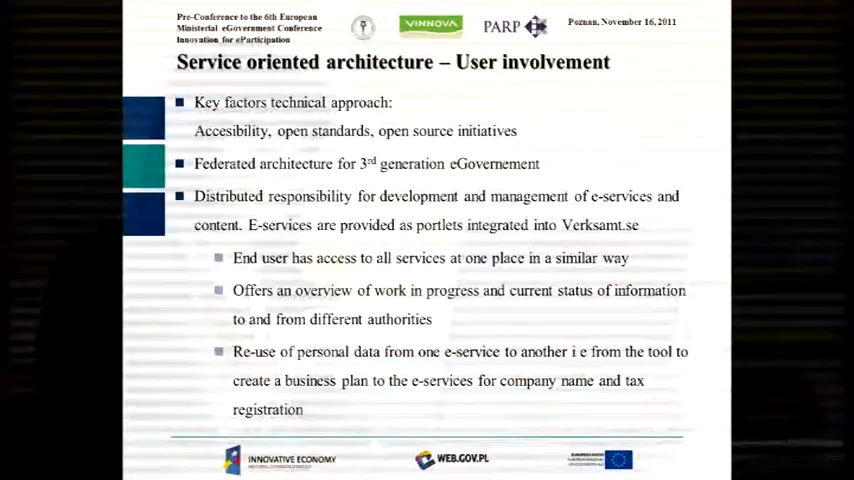 Pre-Conference to the 6th European
Ministerial eGovernment Conference
Innovation for eParticipation
VINNOVA
PARP
Poznan, November 16, 2011
Service oriented architecture – User involvement
Key factors technical approach:
Accesibility, open standards, open source initiatives
Federated architecture for 3rd generation eGovernement
Distributed responsibility for development and management of e-services and
content. E-services are provided as portlets integrated into Verksamt.se
End user has access to all services at one place in a similar way
Offers an overview of work in progress and current status of information
to and from different authorities
Re-use of personal data from one e-service to another i e from the tool to
create a business plan to the e-services for company name and tax
registration
INNOVATIVE ECONOMY
WEB.GOV.PL